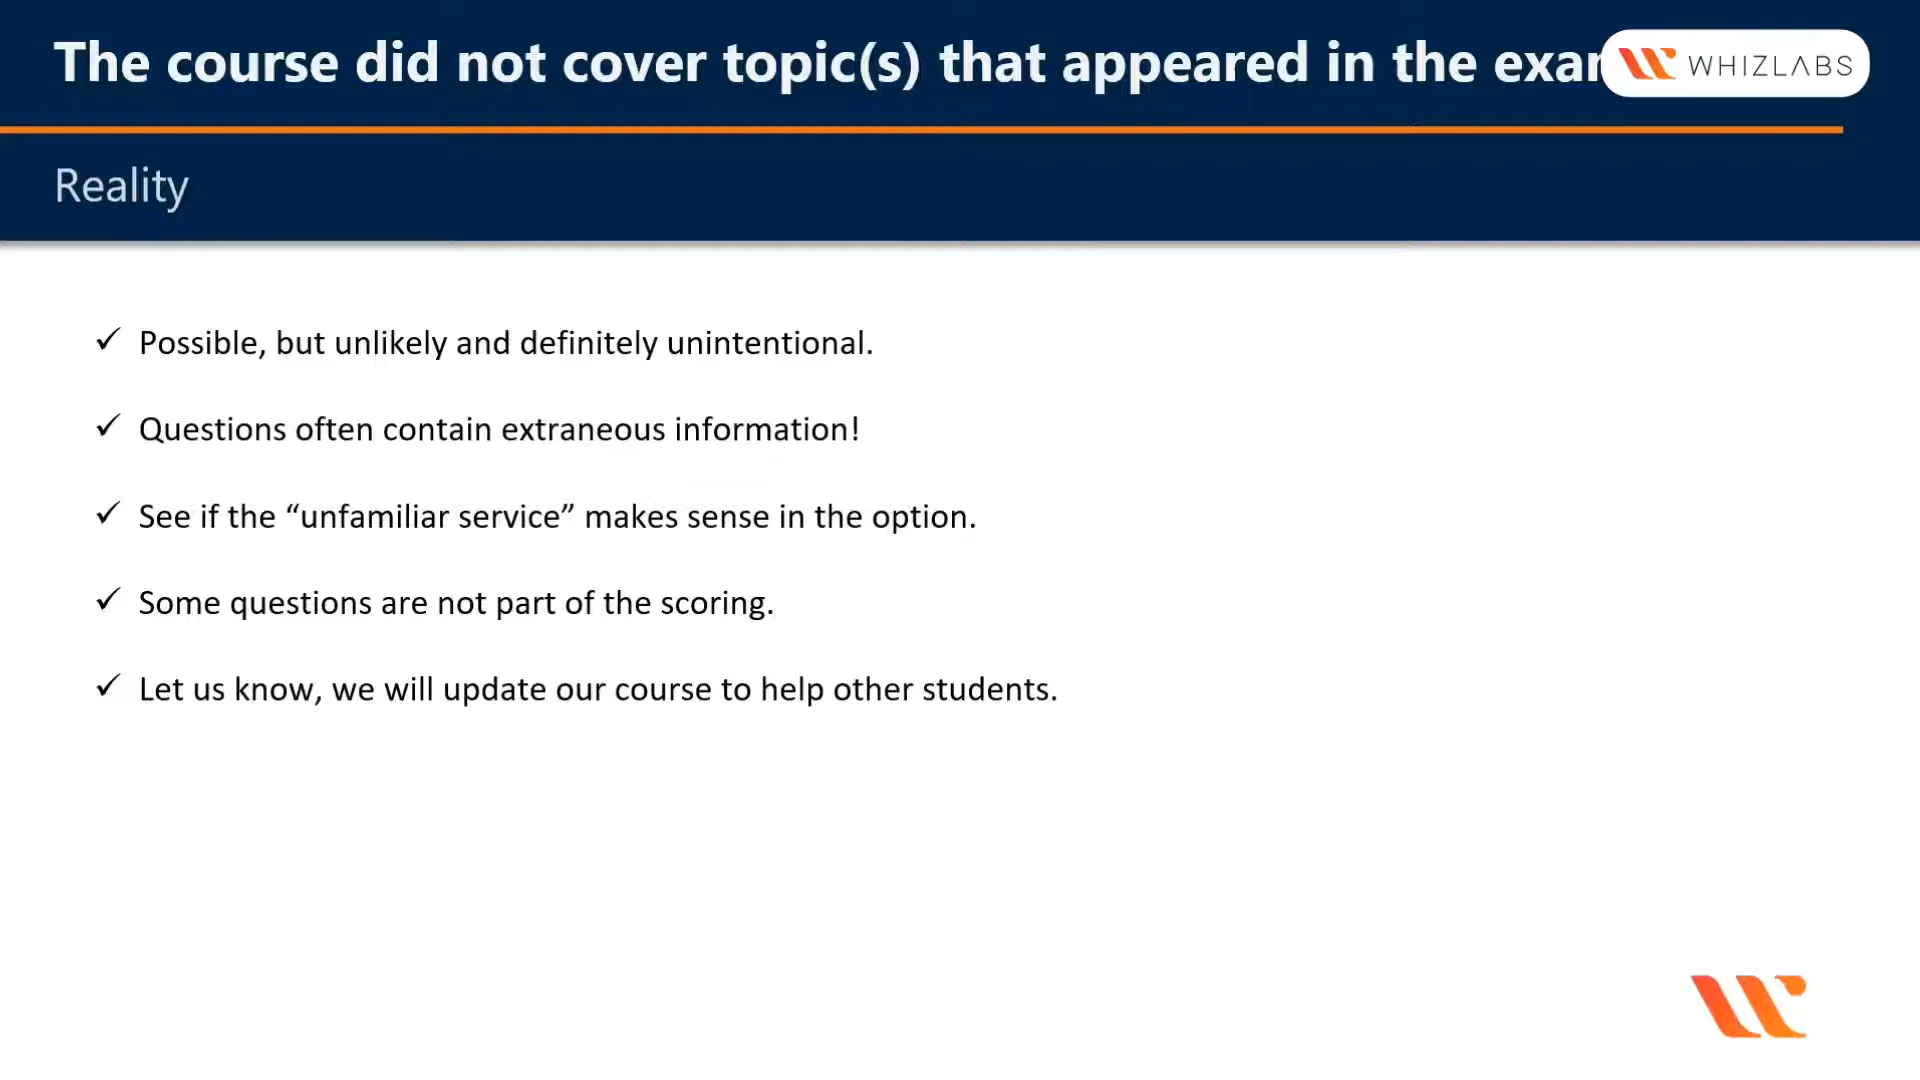 The course did not cover topic(s) that appeared in the
WHIZLABS
Reality
✓ Possible, but unlikely and definitely unintentional.
✓ Questions often contain extraneous information!
✓ See if the “unfamiliar service” makes sense in the option.
✓ Some questions are not part of the scoring.
✓ Let us know, we will update our course to help other students.